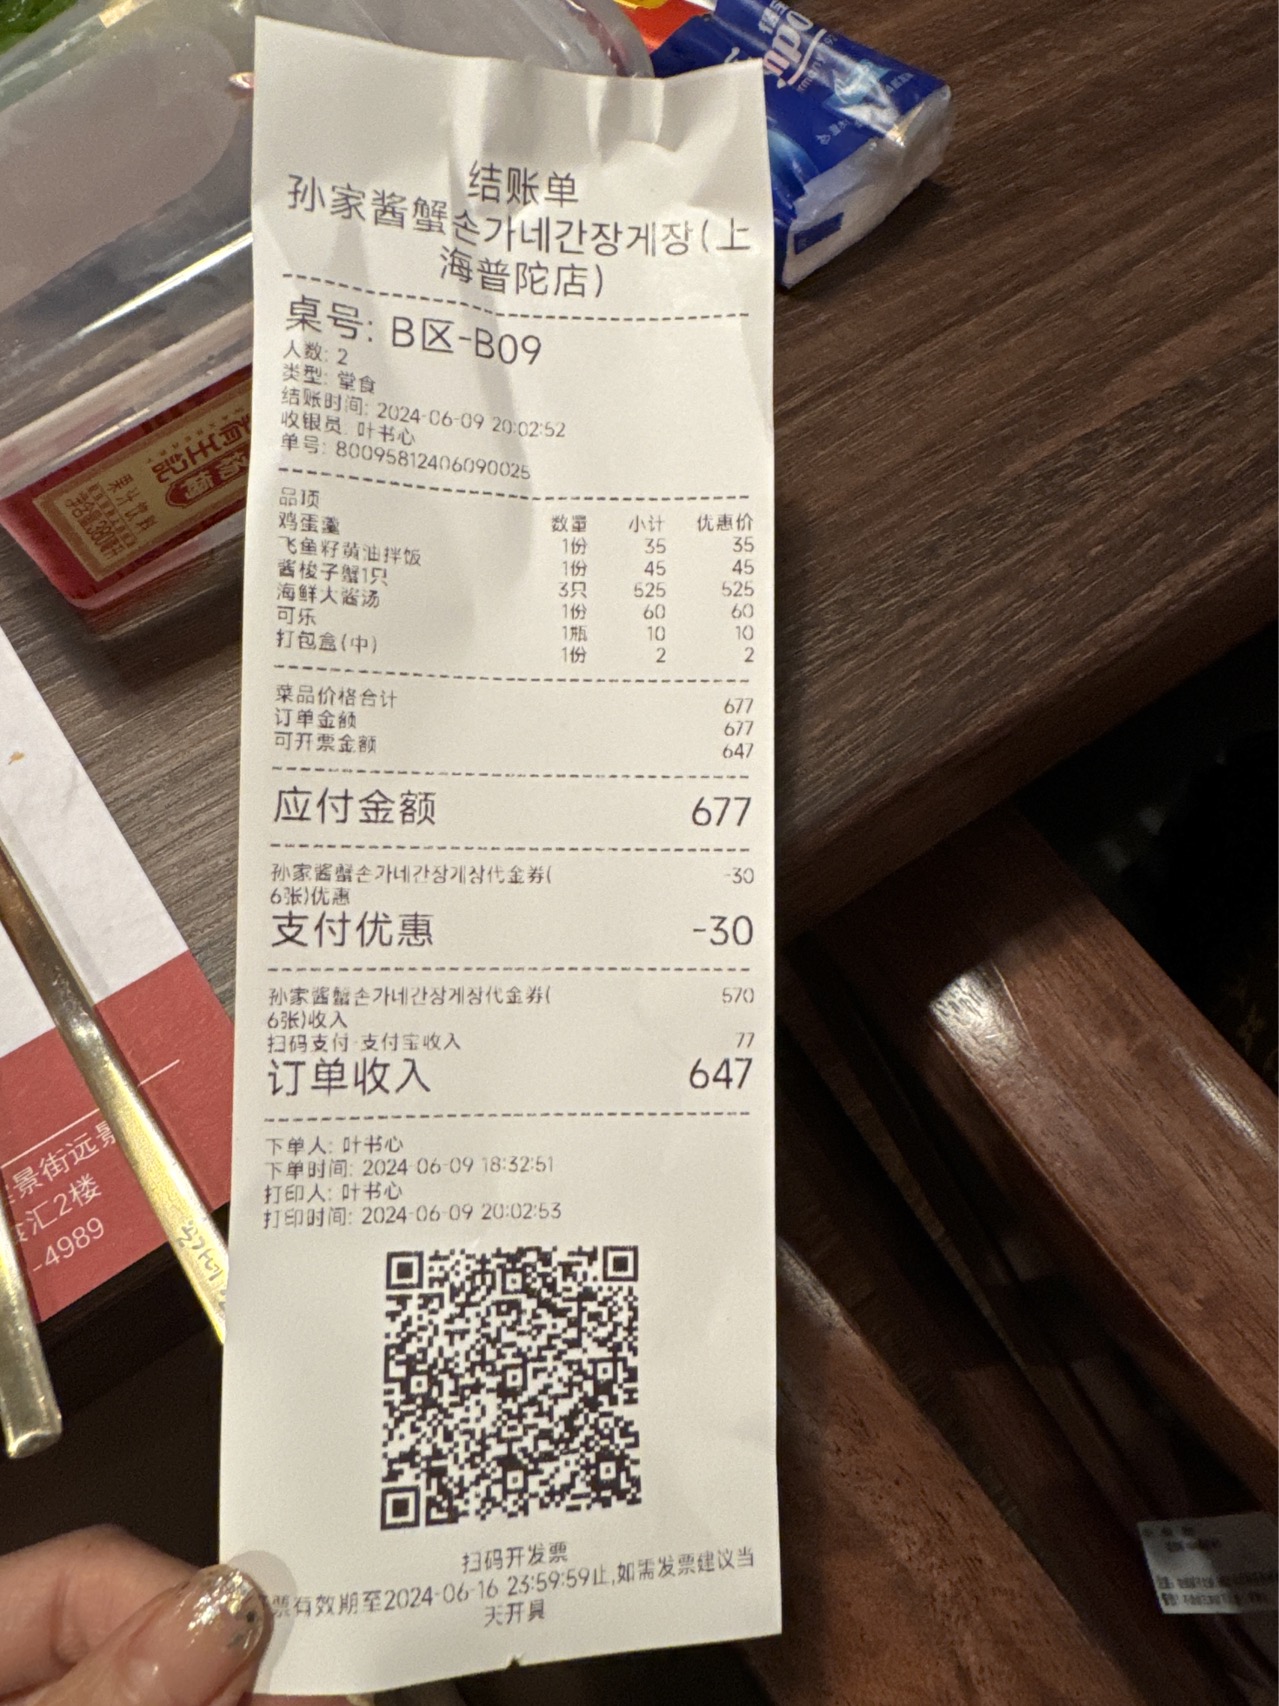 结账单
孙家酱蟹손가네간장게장(上
海普陀店)
桌号: B区-B09
人数: 2
类型: 堂食
结账时间: 2024-06-09 20:02:52
收银员: 叶书心
单号: 80095812406090025
品项 数量 小计 优惠价
鸡蛋羹 1份 35 35
飞鱼籽黄油拌饭 1份 45 45
酱梭子蟹1只 3只 525 525
海鲜大酱汤 1份 60 60
可乐 1瓶 10 10
打包盒(中) 1份 2 2
菜品价格合计 677
订单金额 677
可开票金额 647
应付金额 677
孙家酱蟹손가네간장게장代金券( -30
6张)优惠
支付优惠 -30
孙家酱蟹손가네간장게장代金券( 570
6张)收入
扫码支付-支付宝收入 77
订单收入 647
下单人: 叶书心
下单时间: 2024-06-09 18:32:51
打印人: 叶书心
打印时间: 2024-06-09 20:02:53
扫码开发票
票有效期至2024-06-16 23:59:59止,如需发票建议当
天开具
景街远景
汇2楼
-4989